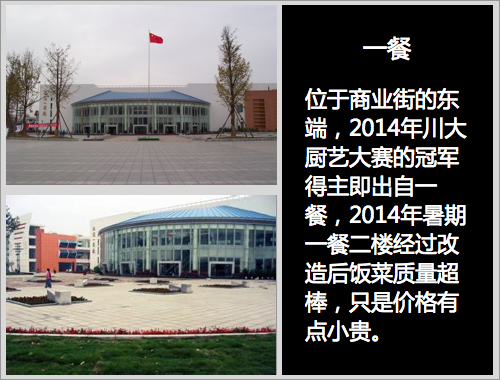 一餐
位于商业街的东
端，2014年川大
厨艺大赛的冠军
得主即出自一
餐，2014年暑期
一餐二楼经过改
造后饭菜质量超
棒，只是价格有
点小贵。